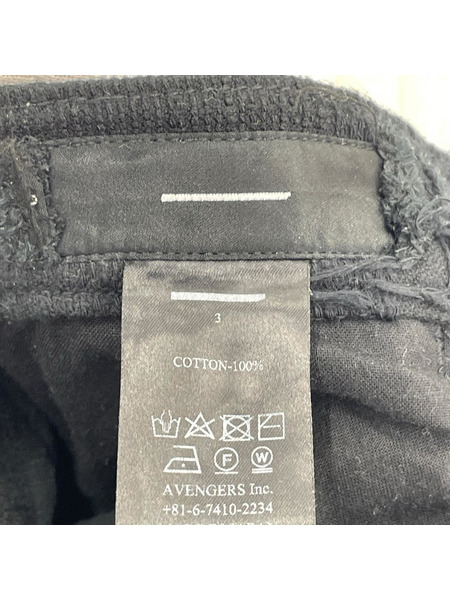 3
COTTON-100%
F W
AVENGERS Inc.
+81-6-7410-2234